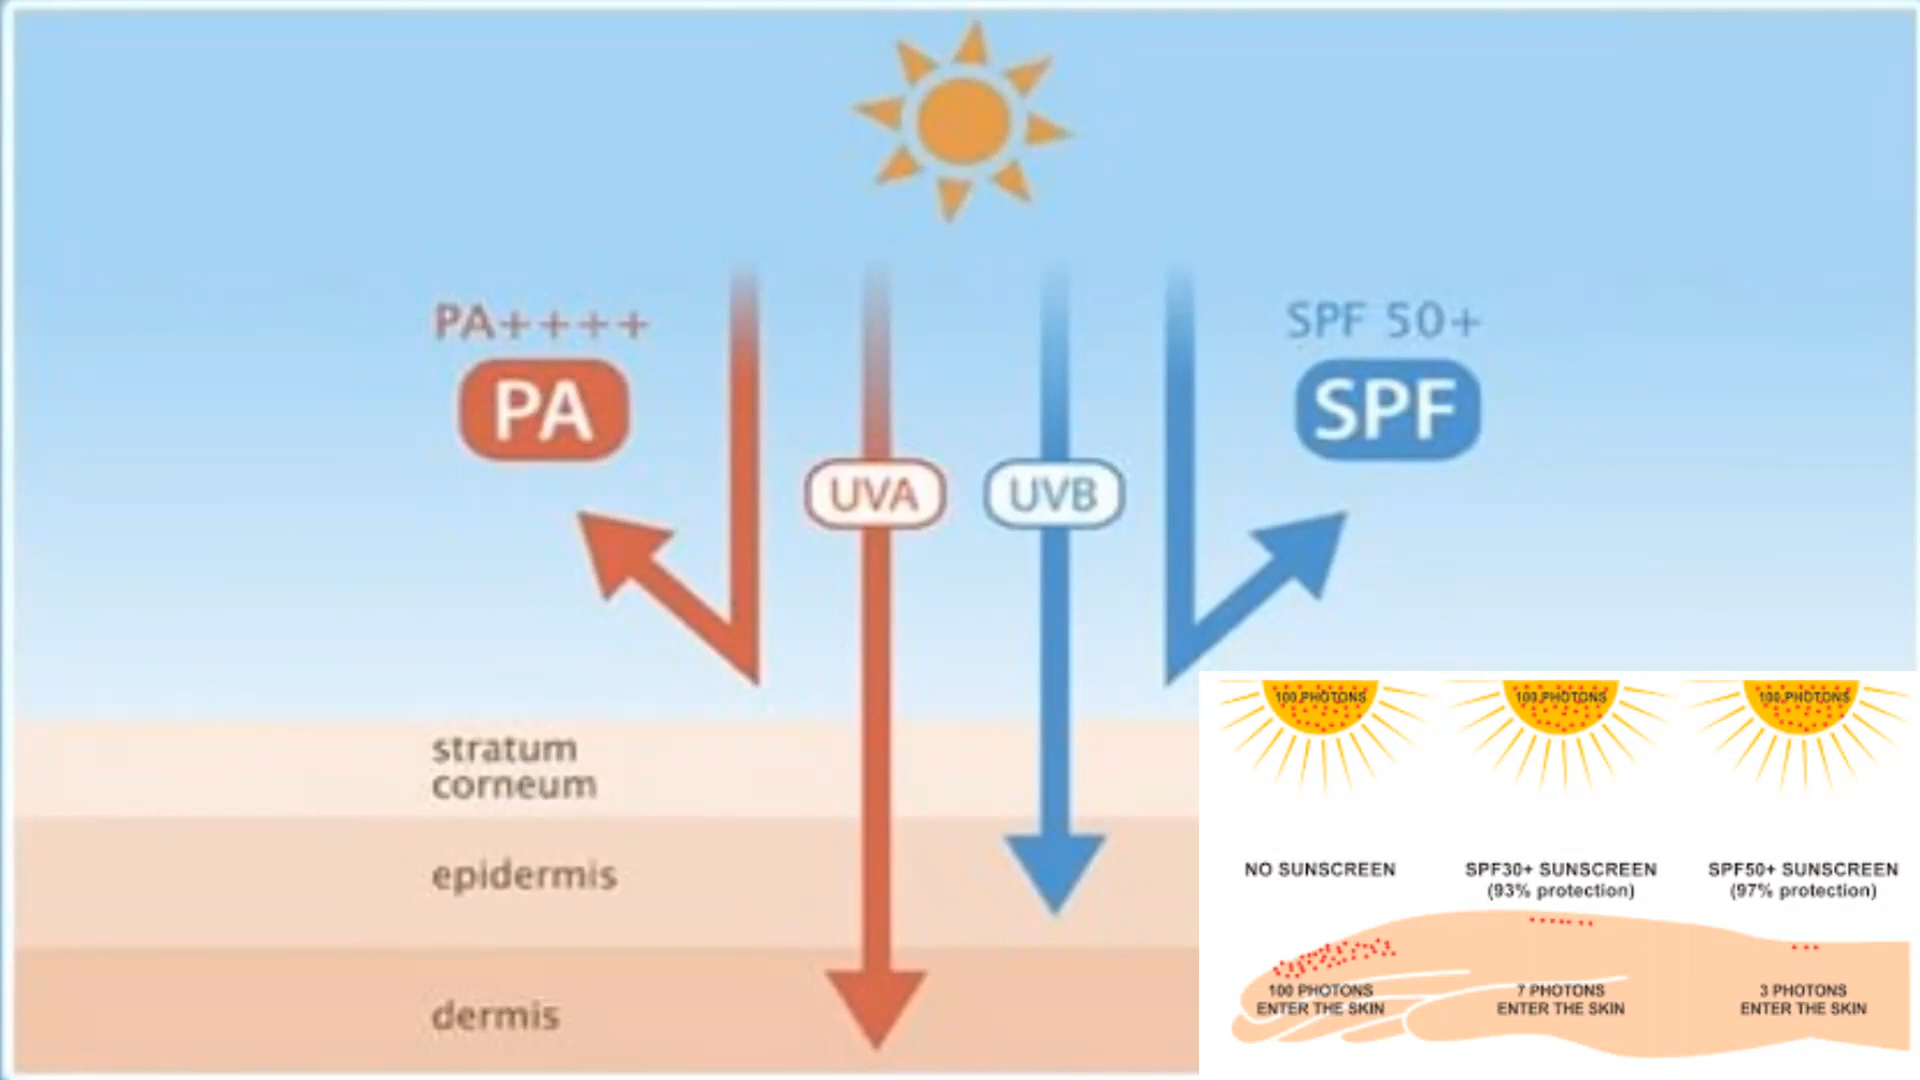 PA++++
PA
SPF 50+
SPF
UVA
UVB
stratum
corneum
epidermis
dermis
100 PHOTONS
100 PHOTONS
100 PHOTONS
NO SUNSCREEN
SPF30+ SUNSCREEN
(93% protection)
SPF50+ SUNSCREEN
(97% protection)
100 PHOTONS
ENTER THE SKIN
7 PHOTONS
ENTER THE SKIN
3 PHOTONS
ENTER THE SKIN